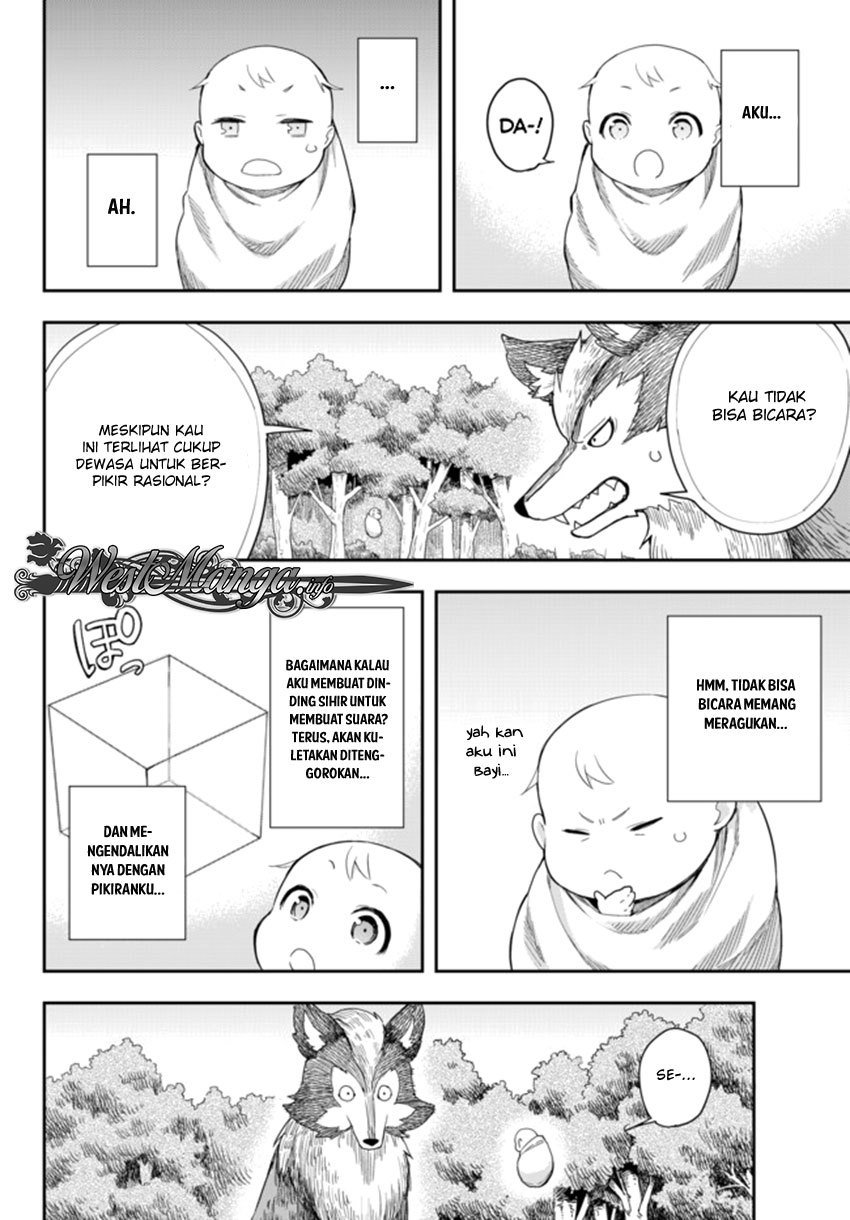 AKU...
DA-!
...
AH.
KAU TIDAK
BISA BICARA?
MESKIPUN KAU
INI TERLIHAT CUKUP
DEWASA UNTUK BER-
PIKIR RASIONAL?
WestManga.info
HMM, TIDAK BISA
BICARA MEMANG
MERAGUKAN...
yah kan
aku ini
Bayi...
BAGAIMANA KALAU
AKU MEMBUAT DIN-
DING SIHIR UNTUK
MEMBUAT SUARA?
TERUS, AKAN KU-
LETAKAN DITENG-
GOROKAN...
ぽっ
DAN ME-
NGENDALIKAN
NYA DENGAN
PIKIRANKU...
SE-...